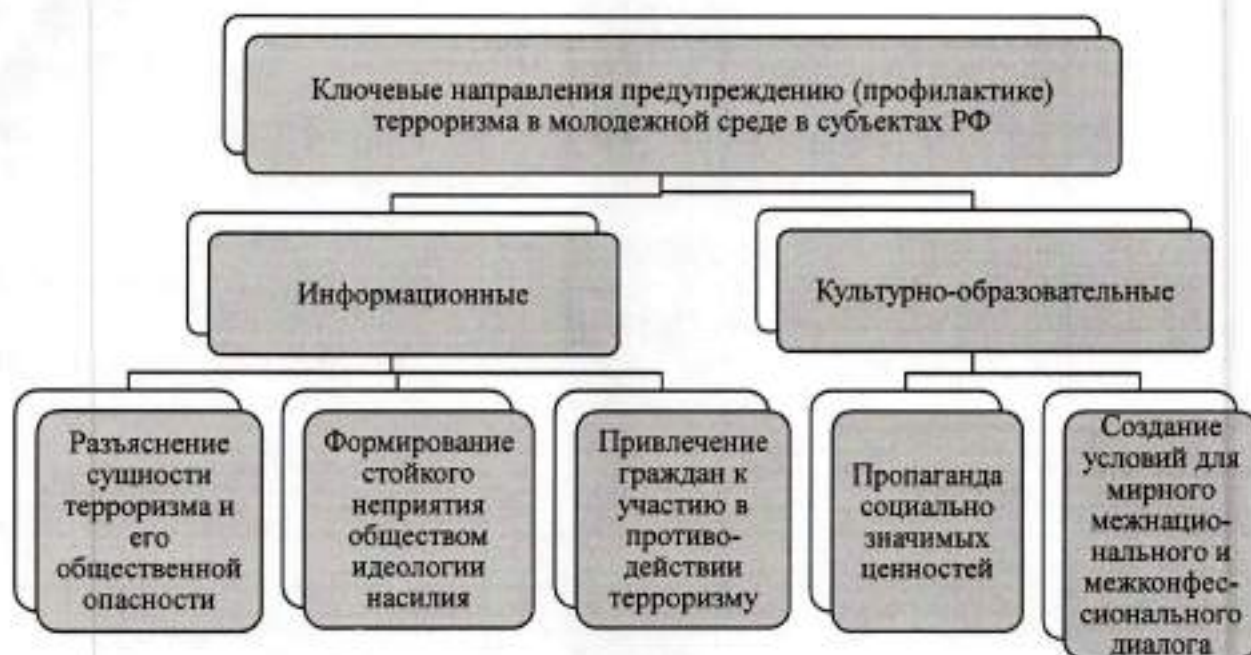 Ключевые направления предупреждению (профилактике)
терроризма в молодежной среде в субъектах РФ
Информационные
Культурно-образовательные
Разъяснение
сущности
терроризма и
его
общественной
опасности
Формирование
стойкого
неприятия
обществом
идеологии
насилия
Привлечение
граждан к
участию в
противо-
действии
терроризму
Пропаганда
социально
значимых
ценностей
Создание
условий для
мирного
межнацио-
нального и
межконфес-
сионального
диалога